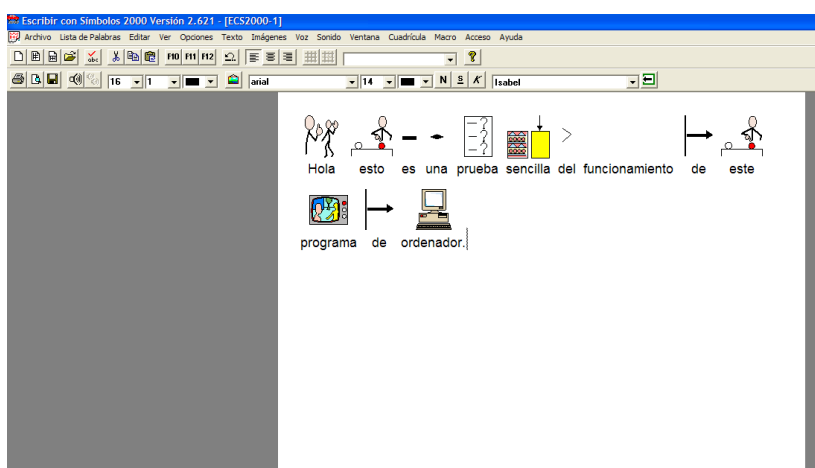 Escribir con Símbolos 2000 Versión 2.621 - [ECS2000-1]
Archivo Lista de Palabras Editar Ver Opciones Texto Imágenes Voz Sonido Ventana Cuadrícula Macro Acceso Ayuda
abc F10 F11 F12
16 1 arial 14 N S K Isabel
Hola esto es una prueba sencilla del funcionamiento de este
programa de ordenador.